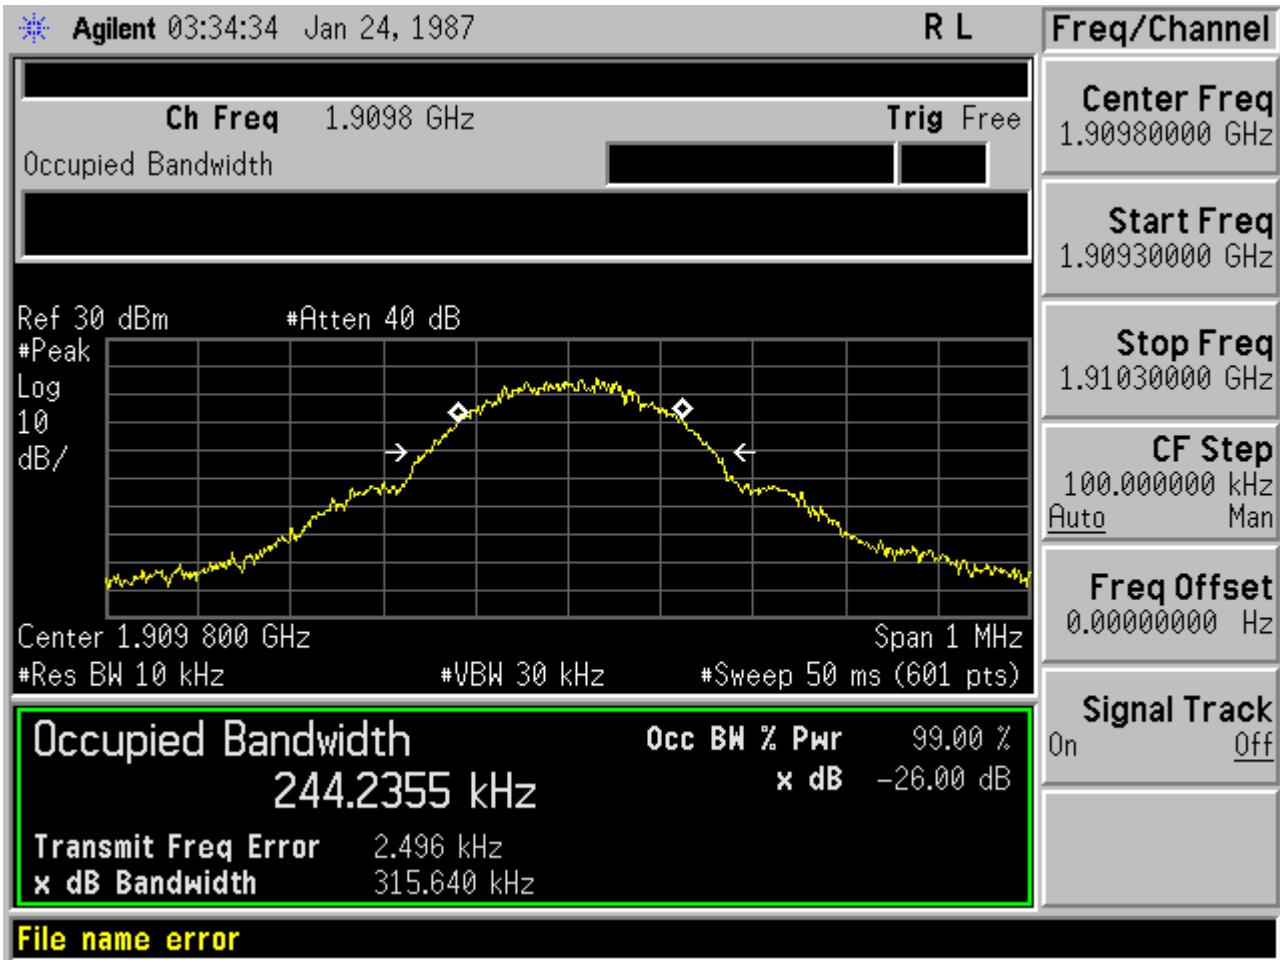 Agilent 03:34:34 Jan 24, 1987 R L
Freq/Channel
Ch Freq 1.9098 GHz Trig Free
Occupied Bandwidth
Center Freq
1.90980000 GHz
Start Freq
1.90930000 GHz
Stop Freq
1.91030000 GHz
CF Step
100.000000 kHz
Auto Man
Freq Offset
0.00000000 Hz
Signal Track
On Off
Ref 30 dBm #Atten 40 dB
#Peak
Log
10
dB/
Center 1.909 800 GHz Span 1 MHz
#Res BW 10 kHz #VBW 30 kHz #Sweep 50 ms (601 pts)
Occupied Bandwidth Occ BW % Pwr 99.00 %
244.2355 kHz x dB -26.00 dB
Transmit Freq Error 2.496 kHz
x dB Bandwidth 315.640 kHz
File name error